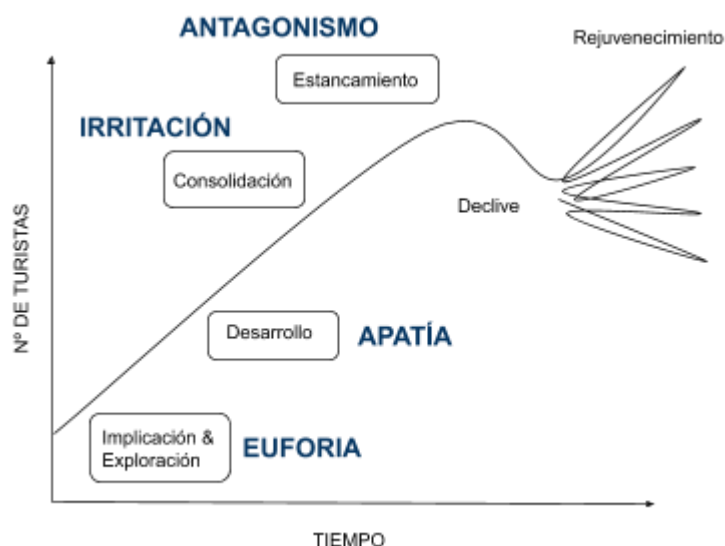 ANTAGONISMO
Rejuvenecimiento
Estancamiento
IRRITACIÓN
Consolidación
Declive
Nº DE TURISTAS
Desarrollo
APATÍA
Implicación &
Exploración
EUFORIA
TIEMPO